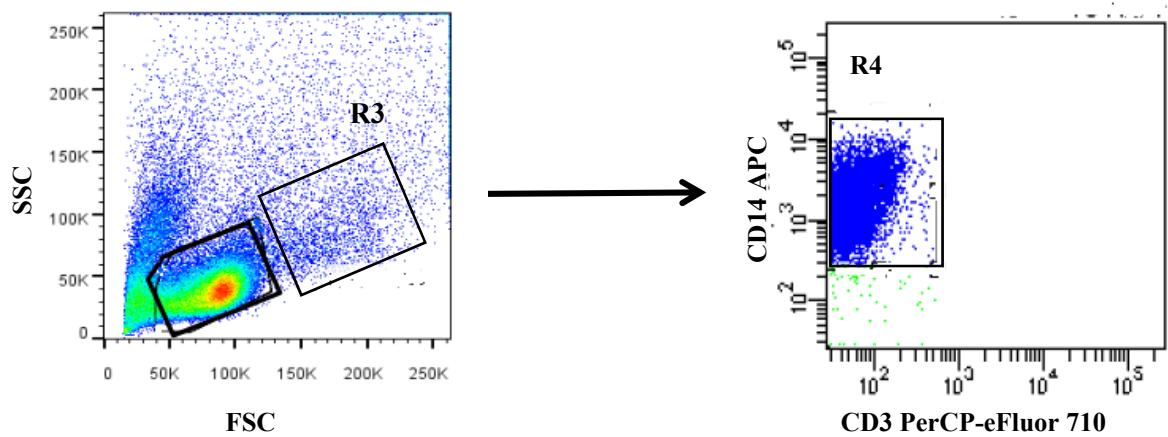 250K
200K
150K
100K
50K
0
SSC
R3
0 50K 100K 150K 200K 250K
FSC
R4
10^5
10^4
10^3
10^2
CD14 APC
10^2 10^3 10^4 10^5
CD3 PerCP-eFluor 710